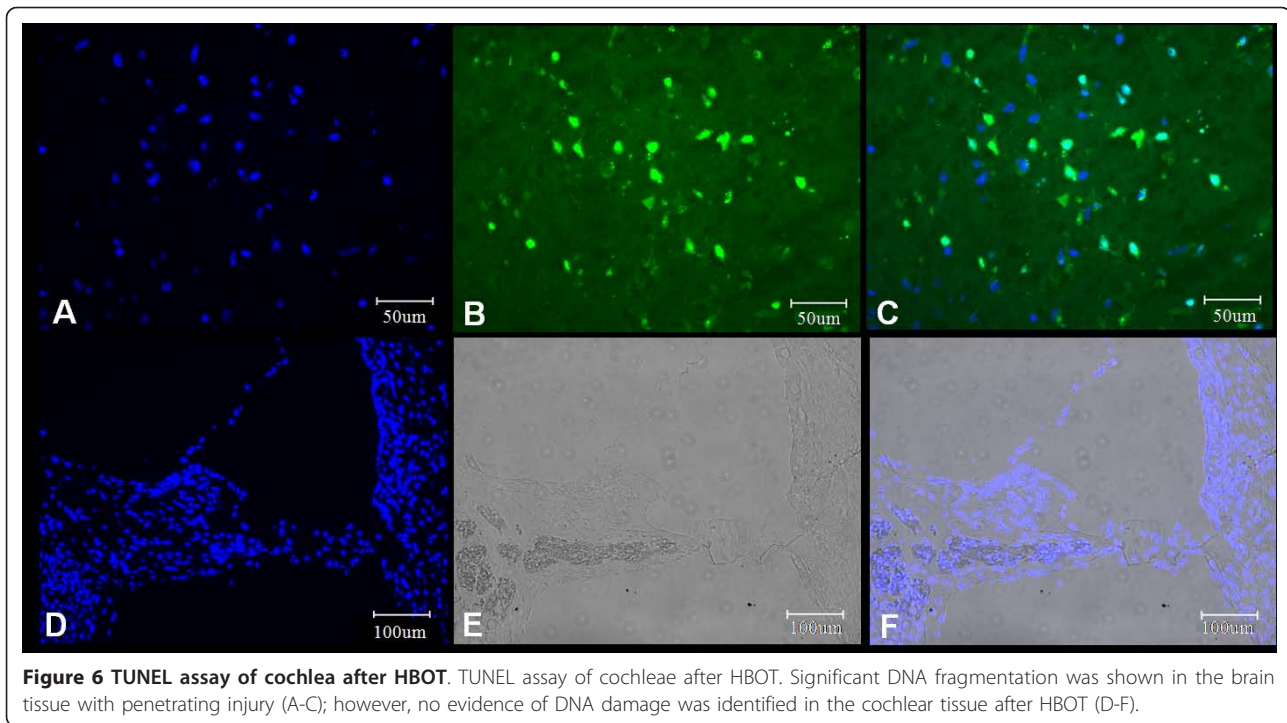 A
50um
B
50um
C
50um
D
100um
E
100um
F
100um
Figure 6 TUNEL assay of cochlea after HBOT. TUNEL assay of cochleae after HBOT. Significant DNA fragmentation was shown in the brain
tissue with penetrating injury (A-C); however, no evidence of DNA damage was identified in the cochlear tissue after HBOT (D-F).